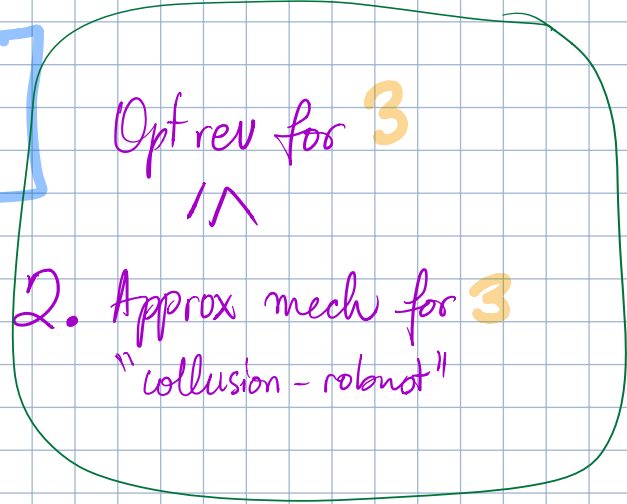 Opt rev for 3
/∧
2. Approx mech for 3
"collusion - robust"